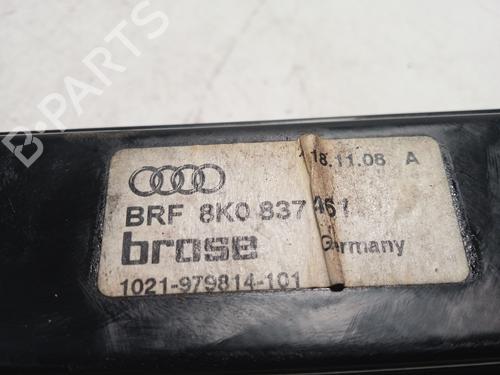 18.11.08 A
BRF 8K0 837 461
brose Germany
1021-979814-101
B-PARTS